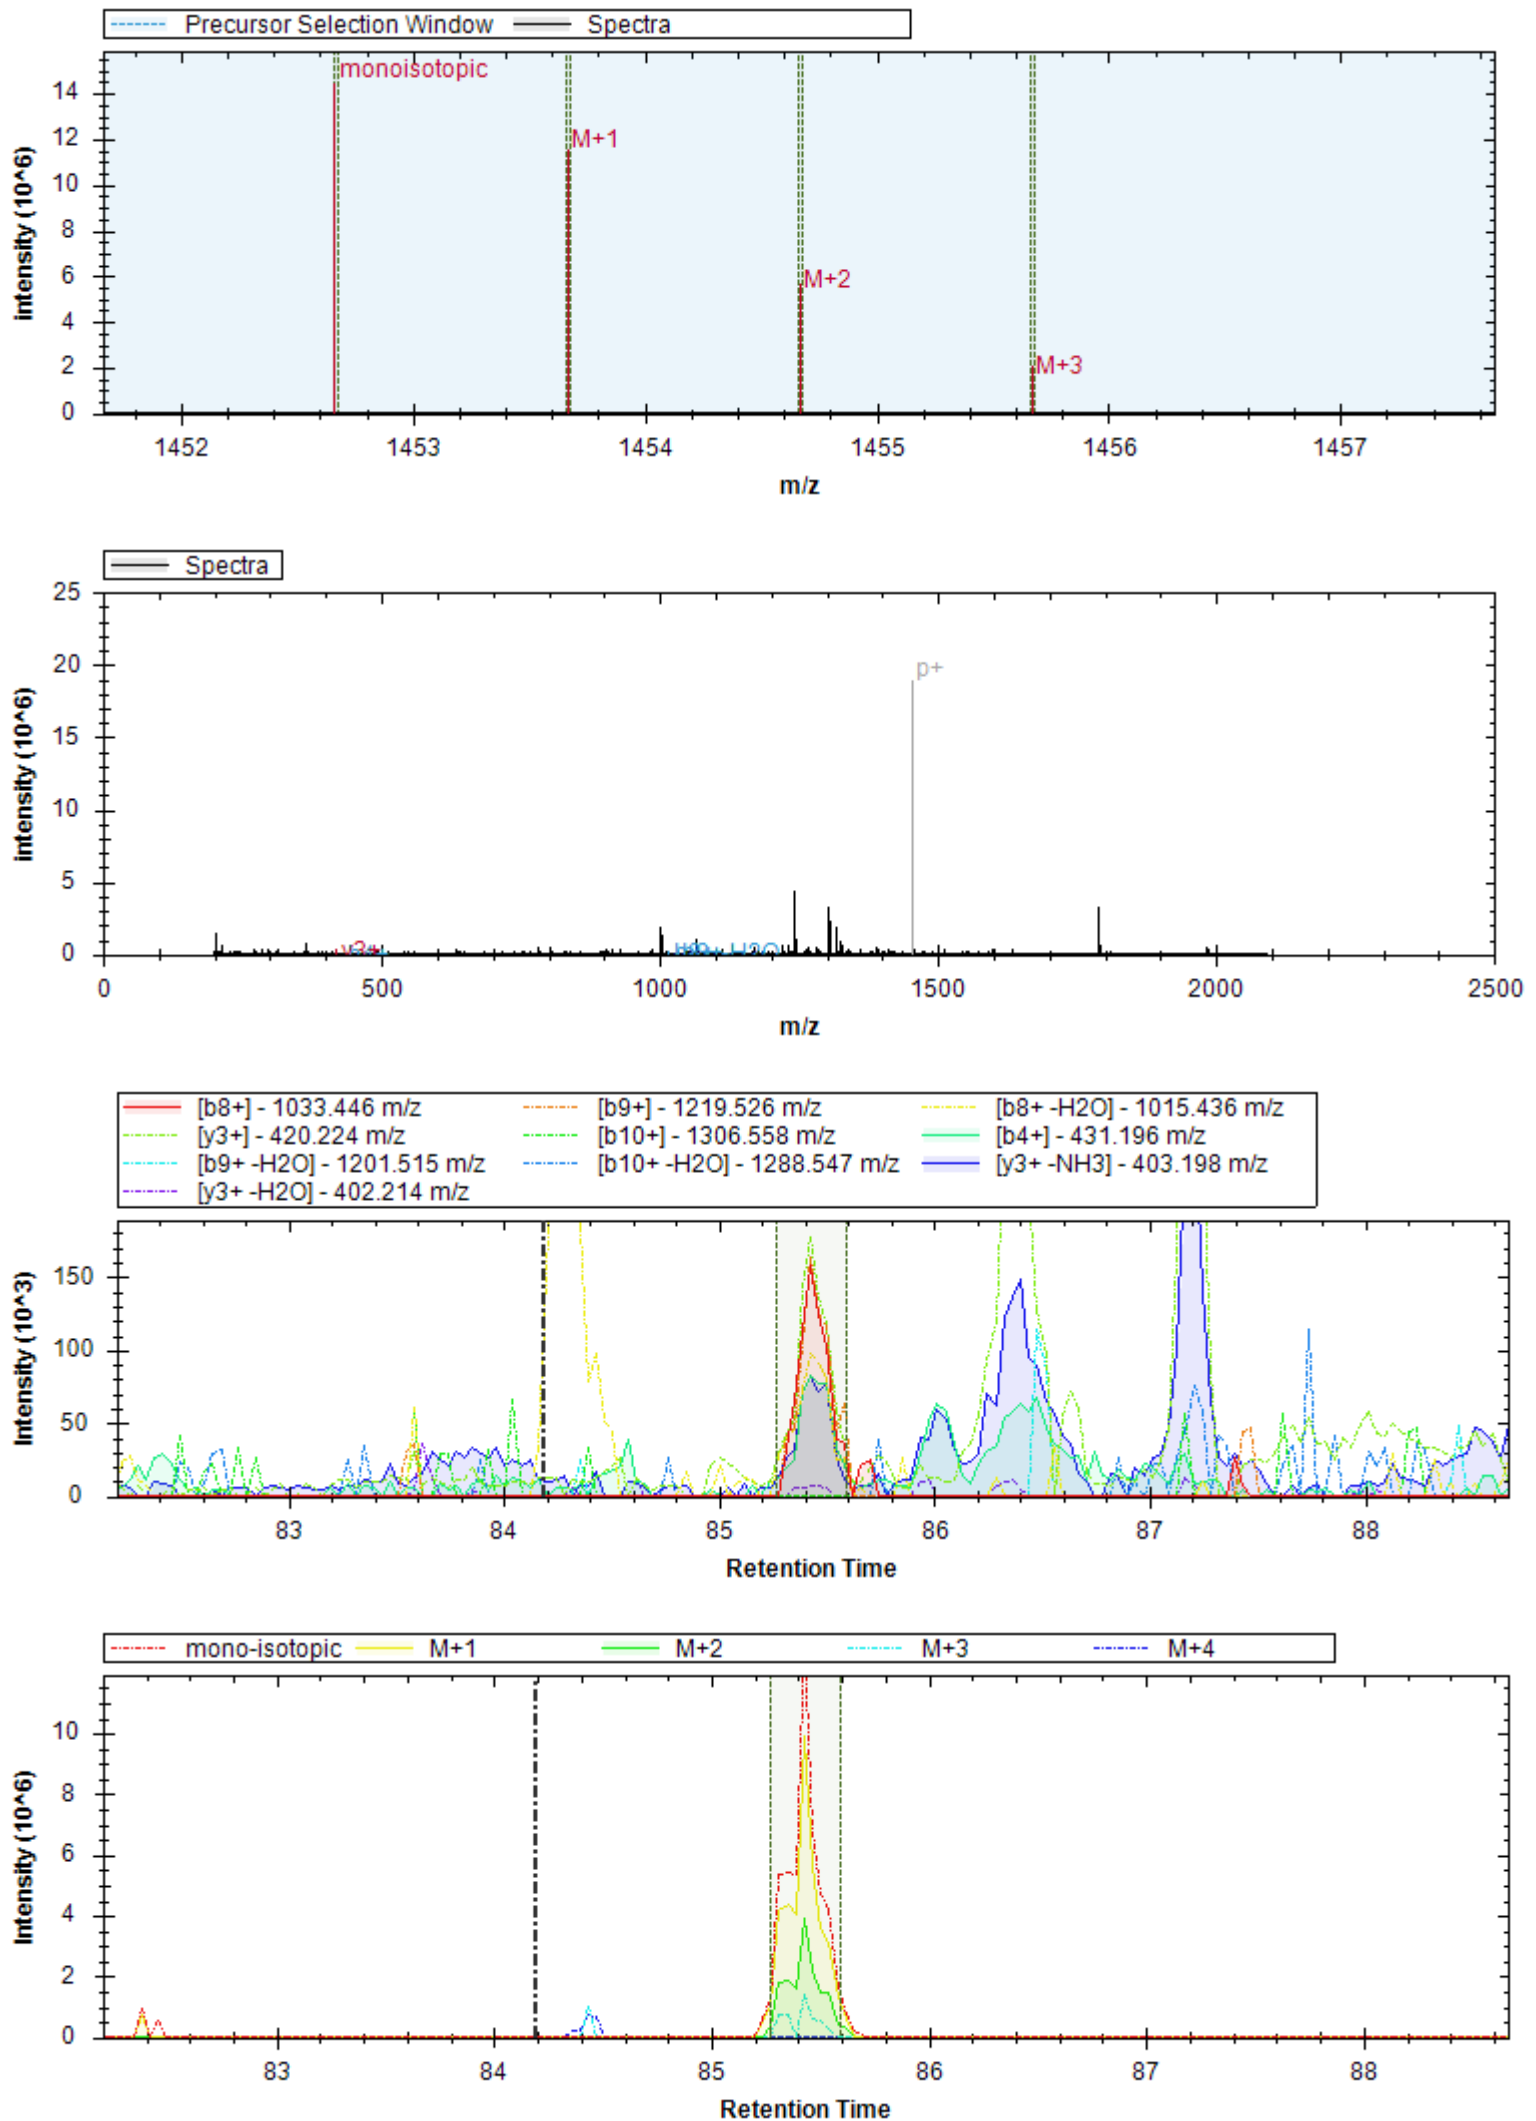 Precursor Selection Window Spectra
monoisotopic
M+1
M+2
M+3
intensity (10^6)
14
12
10
8
6
4
2
0
1452 1453 1454 1455 1456 1457
m/z
Spectra
p+
y3+
intensity (10^6)
25
20
15
10
5
0
0 500 1000 1500 2000 2500
m/z
[b8+] - 1033.446 m/z [b9+] - 1219.526 m/z [b8+ -H2O] - 1015.436 m/z
[y3+] - 420.224 m/z [b10+] - 1306.558 m/z [b4+] - 431.196 m/z
[b9+ -H2O] - 1201.515 m/z [b10+ -H2O] - 1288.547 m/z [y3+ -NH3] - 403.198 m/z
[y3+ -H2O] - 402.214 m/z
Intensity (10^3)
150
100
50
0
83 84 85 86 87 88
Retention Time
mono-isotopic M+1 M+2 M+3 M+4
Intensity (10^6)
10
8
6
4
2
0
83 84 85 86 87 88
Retention Time